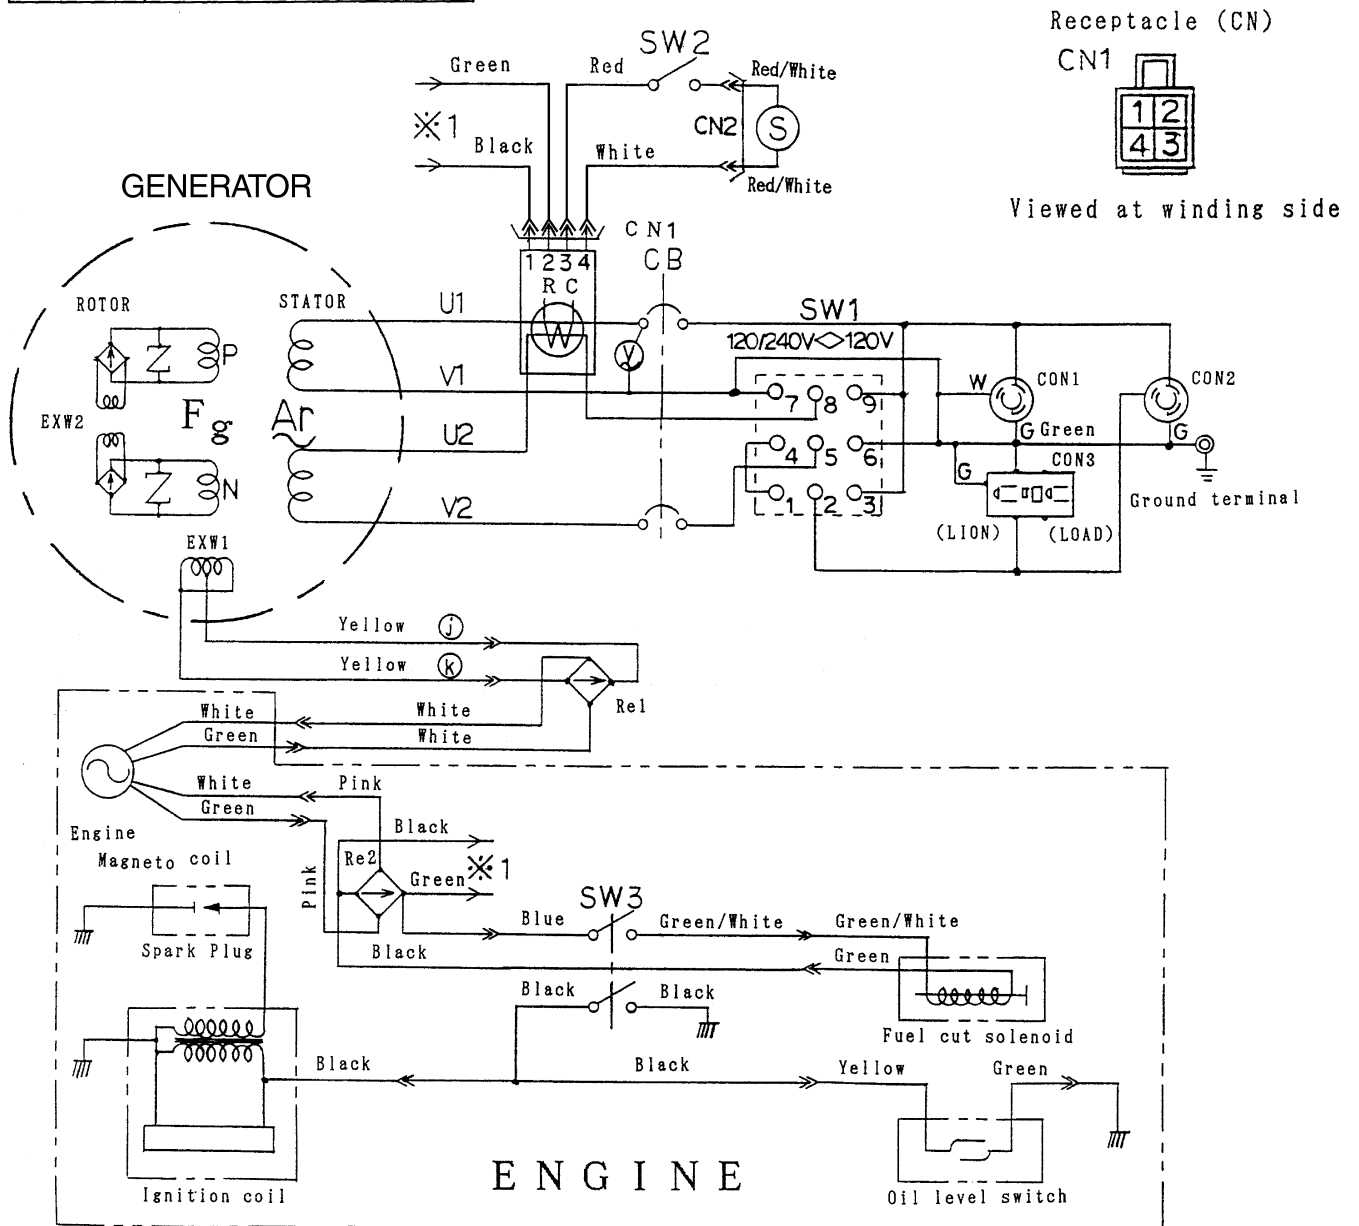 Receptacle (CN)
CN1
1 2
4 3
Viewed at winding side
SW2
Green
Red
Red/White
※1
CN2
S
Black
White
Red/White
GENERATOR
CN1
1 2 3 4
CB
R C
W
ROTOR
STATOR
U1
SW1
120/240V◇120V
P
V
V1
W
CON1
CON2
EXW2
Fg
Ar
7 8 9
U2
G Green
G
4 5 6
G
CON3
N
V2
1 2 3
Ground terminal
(LION)
(LOAD)
EXW1
Yellow j
Yellow k
Re1
White
White
Green
White
White
Pink
Green
Black
Engine
Magneto coil
Re2
※1
Pink
Green
SW3
Blue
Green/White
Green/White
Spark Plug
Black
Green
Black
Black
Fuel cut solenoid
Black
Black
Yellow
Green
ENGINE
Ignition coil
Oil level switch